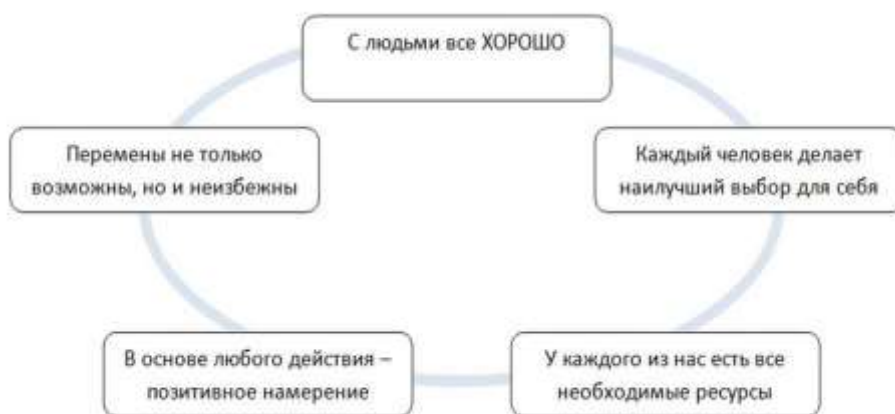 С людьми все ХОРОШО
Каждый человек делает
наилучший выбор для себя
У каждого из нас есть все
необходимые ресурсы
В основе любого действия –
позитивное намерение
Перемены не только
возможны, но и неизбежны